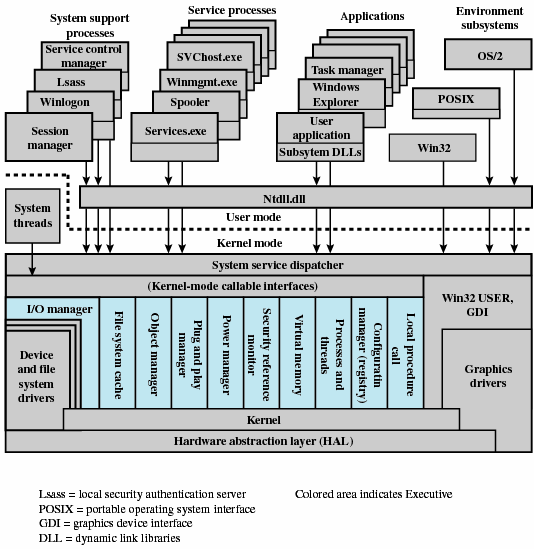 System support
processes
Service processes
Applications
Environment
subsystems
Service control
manager
Lsass
Winlogon
Session
manager
SVChost.exe
Winmgmt.exe
Spooler
Services.exe
Task manager
Windows
Explorer
User
application
Subsytem DLLs
OS/2
POSIX
Win32
System
threads
Ntdll.dll
User mode
Kernel mode
System service dispatcher
(Kernel-mode callable interfaces)
Win32 USER,
GDI
I/O manager
Device
and file
system
drivers
File system cache
Object manager
Plug and play
manager
Power manager
Security reference
monitor
Virtual memory
Processes and
threads
Configuratin
manager (registry)
Local procedure
call
Graphics
drivers
Kernel
Hardware abstraction layer (HAL)
Lsass = local security authentication server
POSIX = portable operating system interface
GDI = graphics device interface
DLL = dynamic link libraries
Colored area indicates Executive